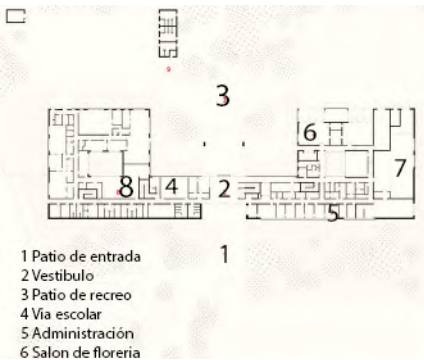 3
6
7
8 4 2
5
1
1 Patio de entrada
2 Vestibulo
3 Patio de recreo
4 Via escolar
5 Administración
6 Salon de floreria